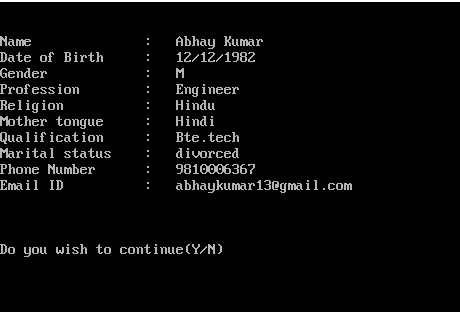 Name : Abhay Kumar
Date of Birth : 12/12/1982
Gender : M
Profession : Engineer
Religion : Hindu
Mother tongue : Hindi
Qualification : Bte.tech
Marital status : divorced
Phone Number : 9810006367
Email ID : abhaykumar13@gmail.com
Do you wish to continue(Y/N)